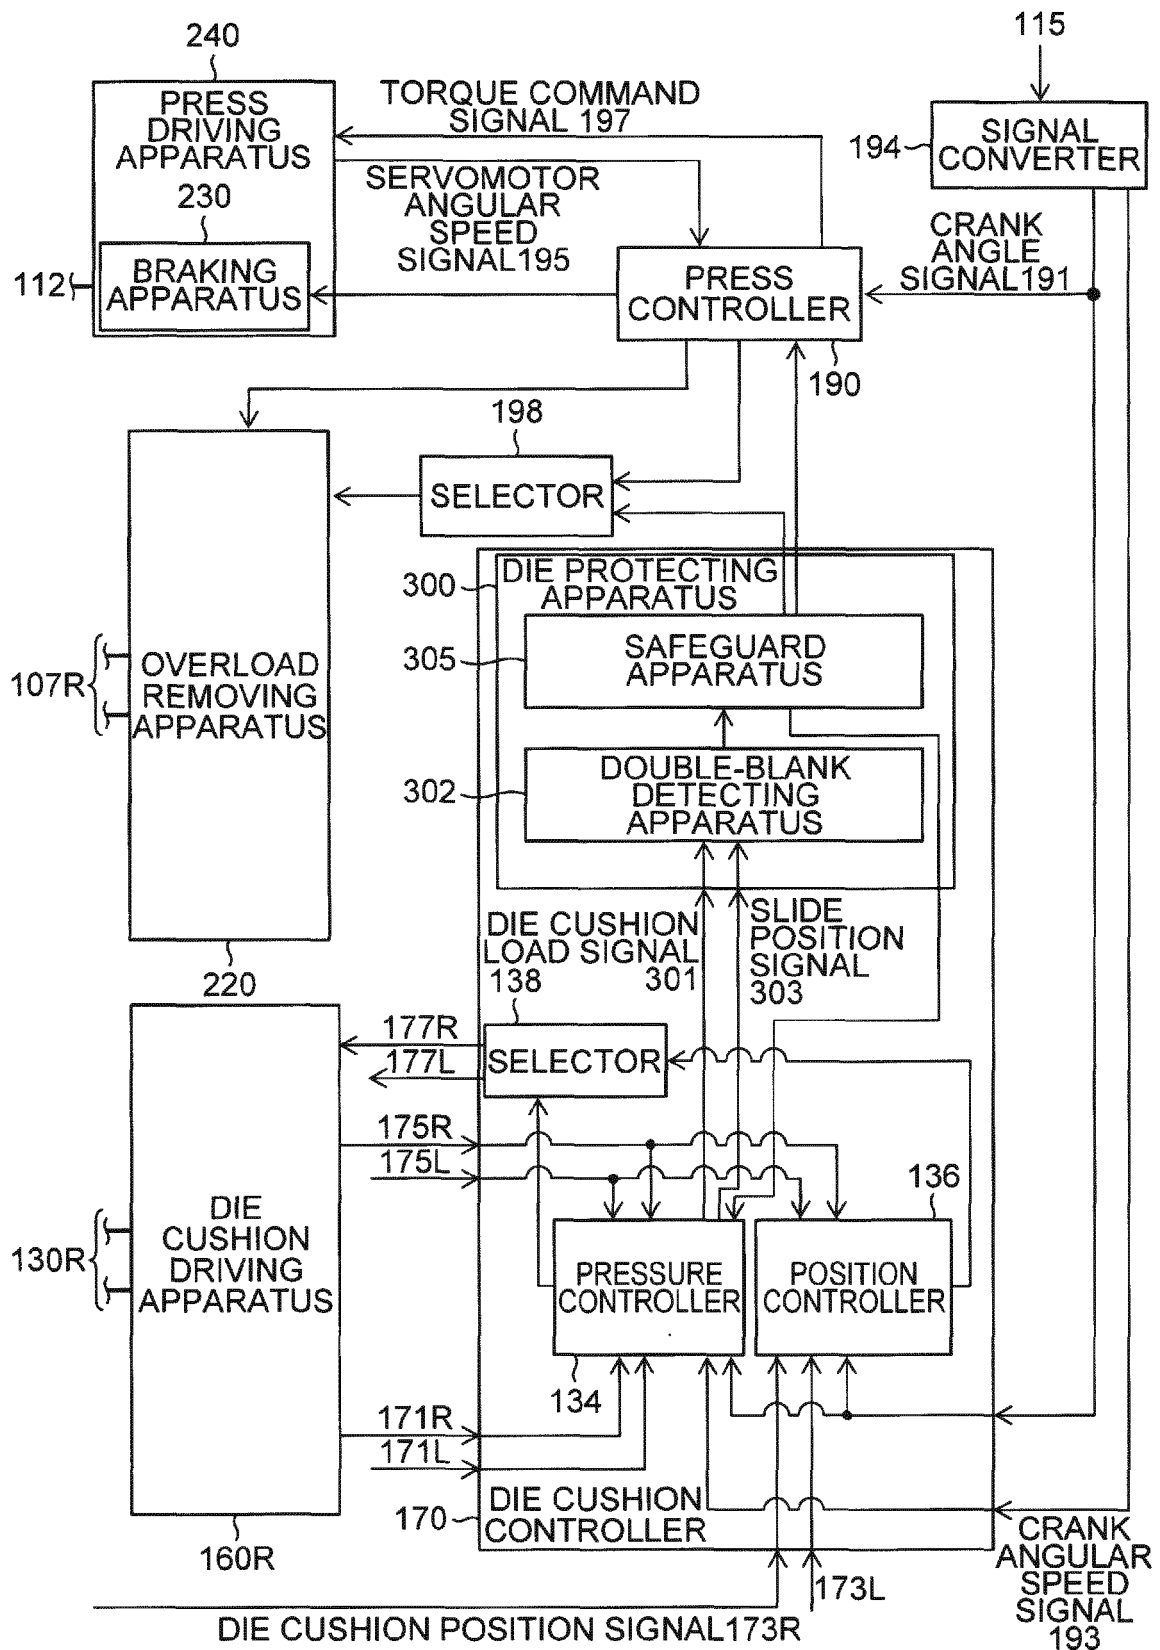 240
115
PRESS
DRIVING
APPARATUS
TORQUE COMMAND
SIGNAL 197
194
SIGNAL
CONVERTER
230
SERVOMOTOR
ANGULAR
SPEED
SIGNAL195
CRANK
ANGLE
SIGNAL191
112
BRAKING
APPARATUS
PRESS
CONTROLLER
190
198
SELECTOR
300
DIE PROTECTING
APPARATUS
305
SAFEGUARD
APPARATUS
107R
OVERLOAD
REMOVING
APPARATUS
302
DOUBLE-BLANK
DETECTING
APPARATUS
DIE CUSHION
LOAD SIGNAL
301
SLIDE
POSITION
SIGNAL
303
220
138
177R
177L
SELECTOR
175R
175L
136
130R
DIE
CUSHION
DRIVING
APPARATUS
PRESSURE
CONTROLLER
POSITION
CONTROLLER
134
171R
171L
170
DIE CUSHION
CONTROLLER
160R
CRANK
ANGULAR
SPEED
SIGNAL
193
173L
DIE CUSHION POSITION SIGNAL173R